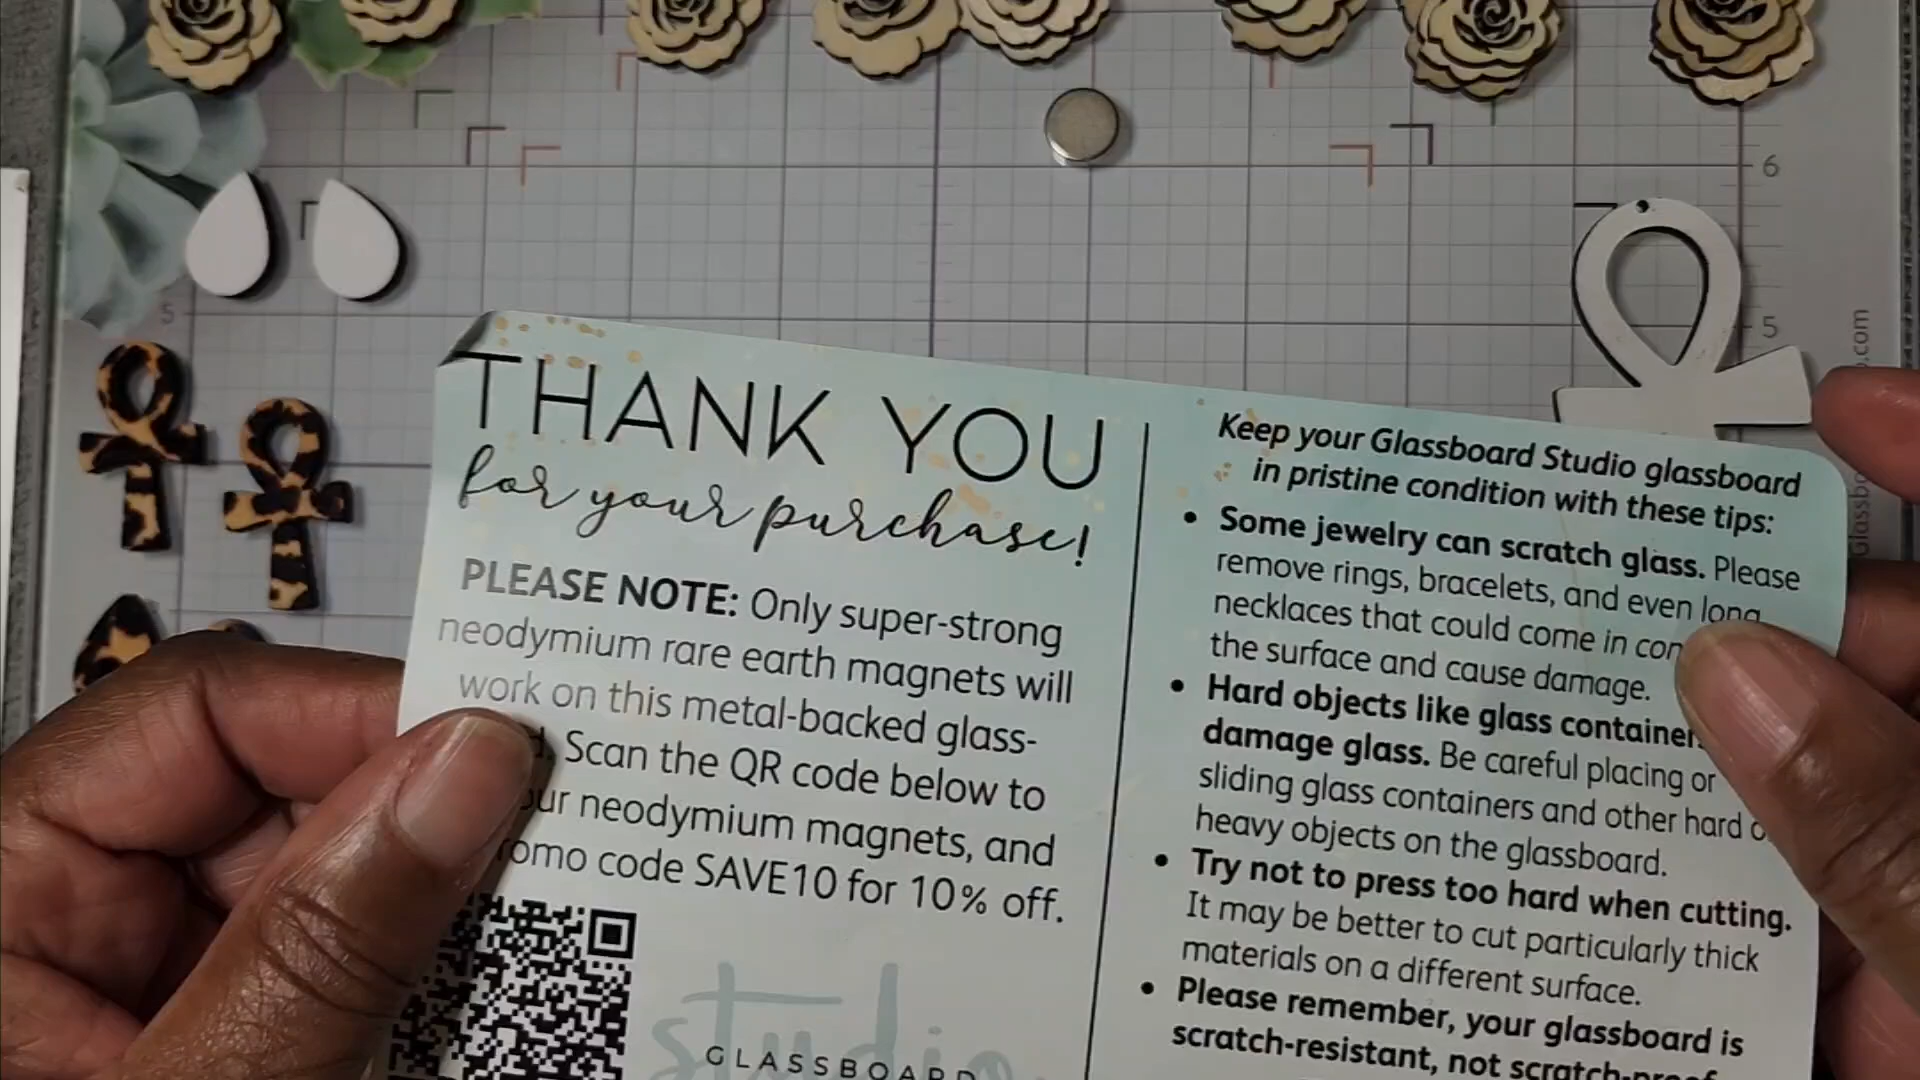 6
5
5
THANK YOU
for your purchase!
PLEASE NOTE: Only super-strong
neodymium rare earth magnets will
work on this metal-backed glass-
Scan the QR code below to
neodymium magnets, and
code SAVE10 for 10% off.
studio
GLASSBOARD
Keep your Glassboard Studio glassboard
in pristine condition with these tips:
• Some jewelry can scratch glass. Please
remove rings, bracelets, and even long
necklaces that could come in
the surface and cause damage.
• Hard objects like glass
damage glass. Be careful placing or
sliding glass containers and other hard
heavy objects on the glassboard.
• Try not to press too hard when cutting.
It may be better to cut particularly thick
materials on a different surface.
• Please remember, your glassboard is
scratch-resistant, not scratch-proof
.com